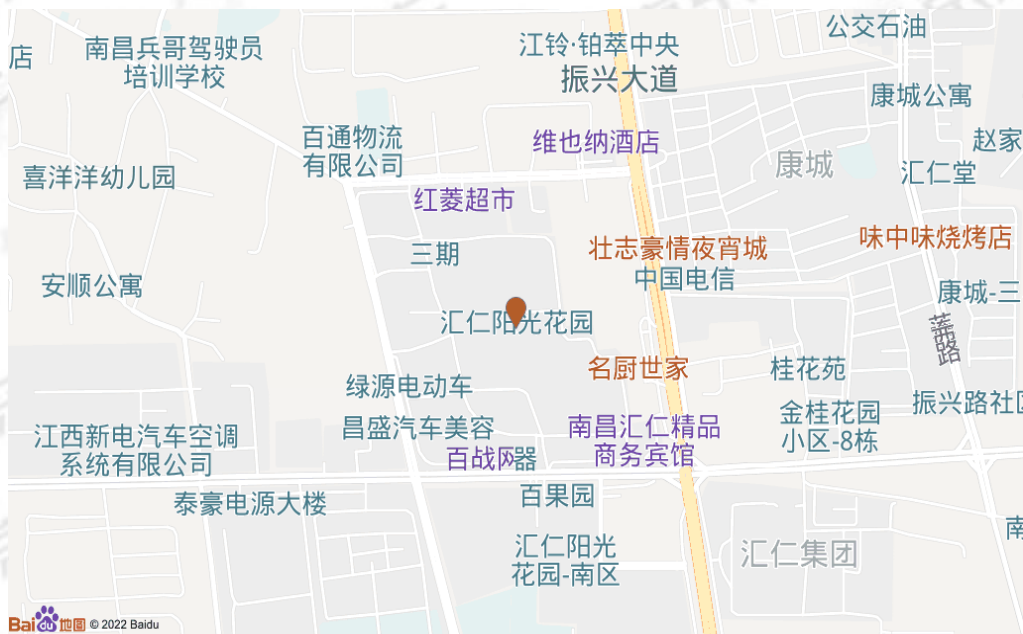 公交石油
江铃·铂萃中央
南昌兵哥驾驶员
培训学校
店
振兴大道
康城公寓
百通物流
有限公司
维也纳酒店
赵家
康城
汇仁堂
喜洋洋幼儿园
红菱超市
味中味烧烤店
壮志豪情夜宵城
三期
中国电信
安顺公寓
康城-三
汇仁阳光花园
莲路
名厨世家
桂花苑
绿源电动车
振兴路社区
金桂花园
小区-8栋
昌盛汽车美容
南昌汇仁精品
商务宾馆
江西新电汽车空调
系统有限公司
百战网
器
泰豪电源大楼
百果园
南
汇仁阳光
花园-南区
汇仁集团
Bai du 地图 © 2022 Baidu